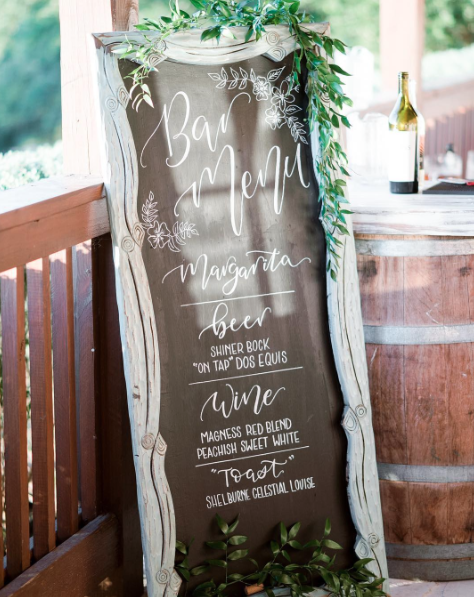 Bar
Menu
Margarita
beer
SHINER BOCK
"ON TAP" DOS EQUIS
Wine
MAGNESS RED BLEND
PEACHISH SWEET WHITE
"Toast"
SHELBURNE CELESTIAL LOUISE